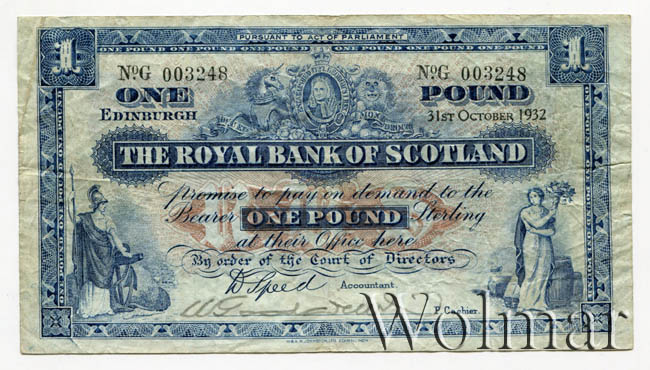 PURSUANT TO ACT OF PARLIAMENT
ONE POUND ONE POUND ONE POUND ONE POUND ONE POUND ONE POUND ONE POUND
1 1
NoG 003248 NoG 003248
ONE POUND
EDINBURGH 31ST OCTOBER 1932
THE ROYAL BANK OF SCOTLAND
Promise to pay on demand to the
Bearer ONE POUND Sterling
at their Office here
By order of the Court of Directors
D Speed Accountant.
P. Cashier.
Wolmar